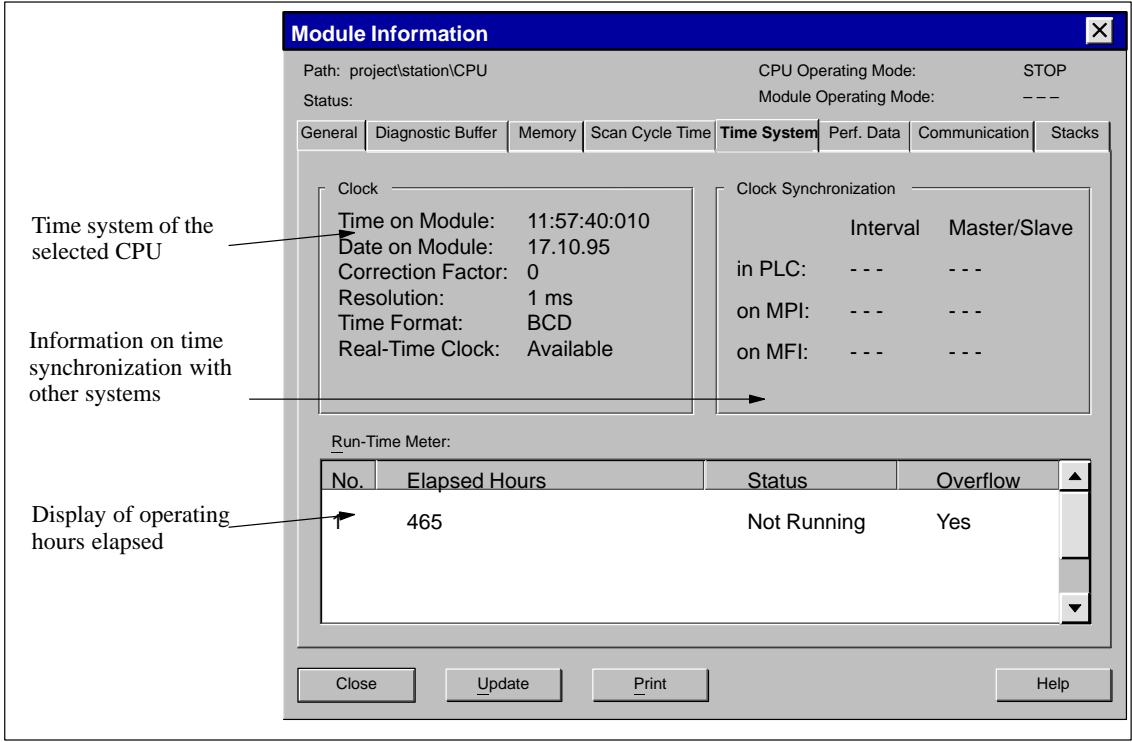 Module Information
Path: project\station\CPU CPU Operating Mode: STOP
Status: Module Operating Mode: – – –
General Diagnostic Buffer Memory Scan Cycle Time Time System Perf. Data Communication Stacks
Clock
Time on Module: 11:57:40:010
Date on Module: 17.10.95
Correction Factor: 0
Resolution: 1 ms
Time Format: BCD
Real-Time Clock: Available
Clock Synchronization
Interval Master/Slave
in PLC: - - - - - -
on MPI: - - - - - -
on MFI: - - - - - -
Time system of the
selected CPU
Information on time
synchronization with
other systems
Run-Time Meter:
No. Elapsed Hours Status Overflow
1 465 Not Running Yes
Display of operating
hours elapsed
Close Update Print Help